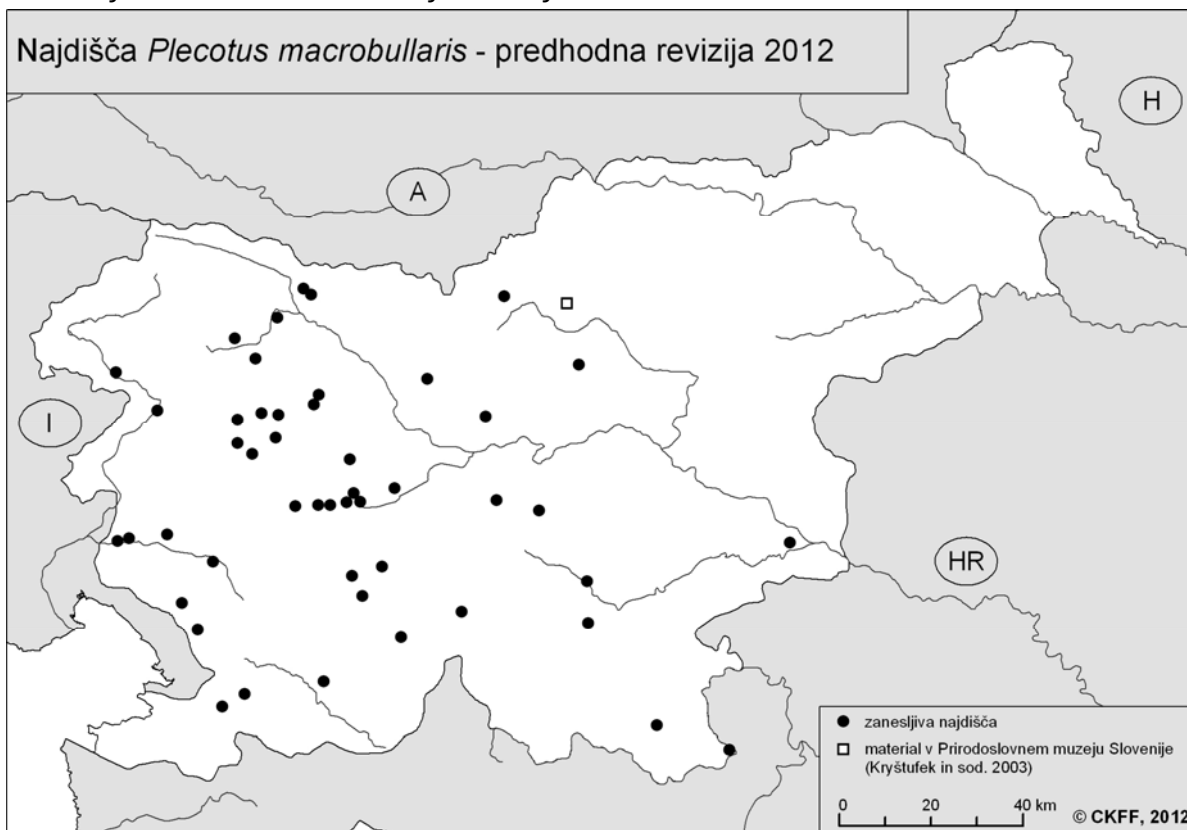 Najdišča Plecotus macrobullaris - predhodna revizija 2012
H
A
I
HR
zanesljiva najdišča
material v Prirodoslovnem muzeju Slovenije
(Kryštufek in sod. 2003)
0 20 40 km
© CKFF, 2012